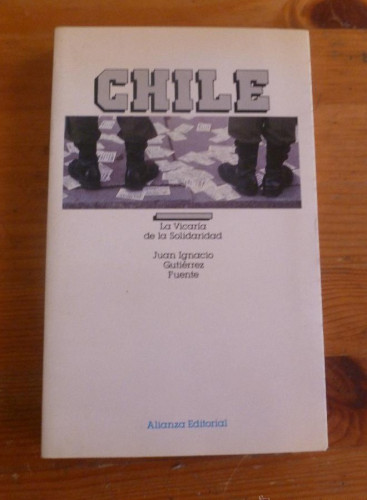 CHILE
La Vicaría
de la Solidaridad
Juan Ignacio
Gutiérrez
Fuente
Alianza Editorial